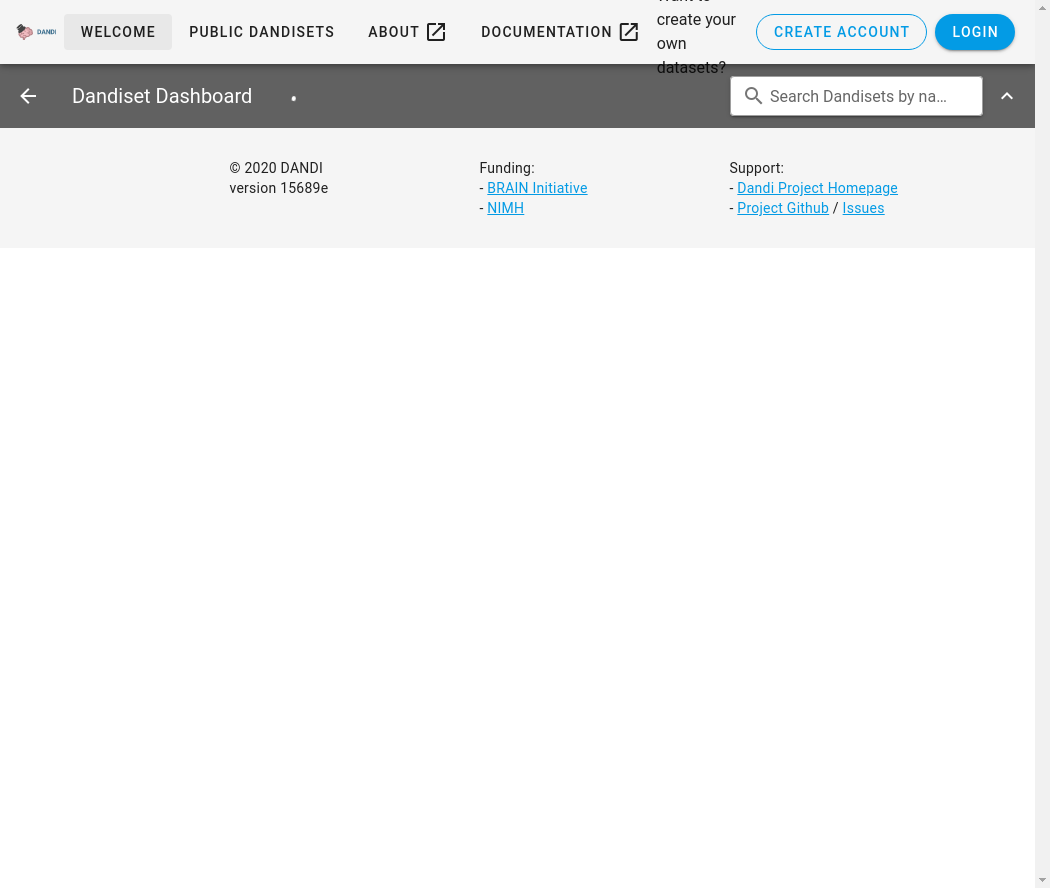 DANDI
WELCOME
PUBLIC DANDISETS
ABOUT
DOCUMENTATION
create your
own
datasets?
CREATE ACCOUNT
LOGIN
Dandiset Dashboard
Search Dandisets by na…
© 2020 DANDI
version 15689e
Funding:
- BRAIN Initiative
- NIMH
Support:
- Dandi Project Homepage
- Project Github / Issues